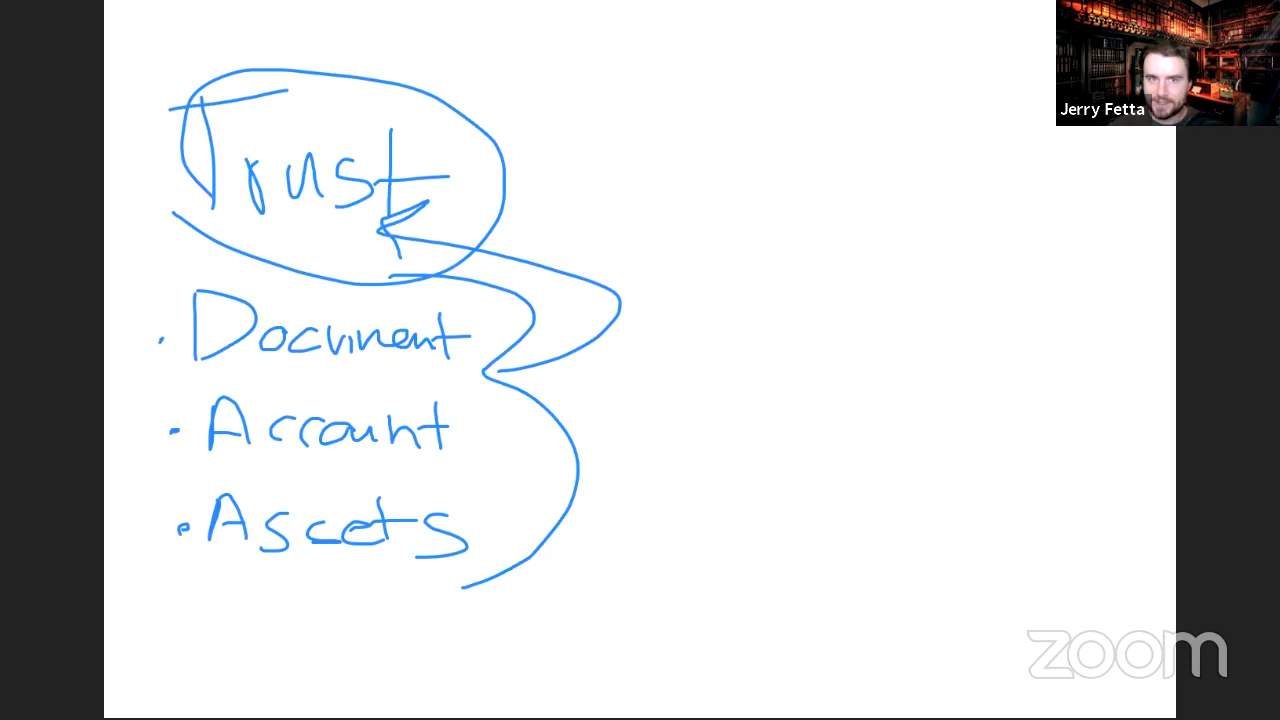 Jerry Fetta
Trust
· Document
· Account
· Assets
zoom